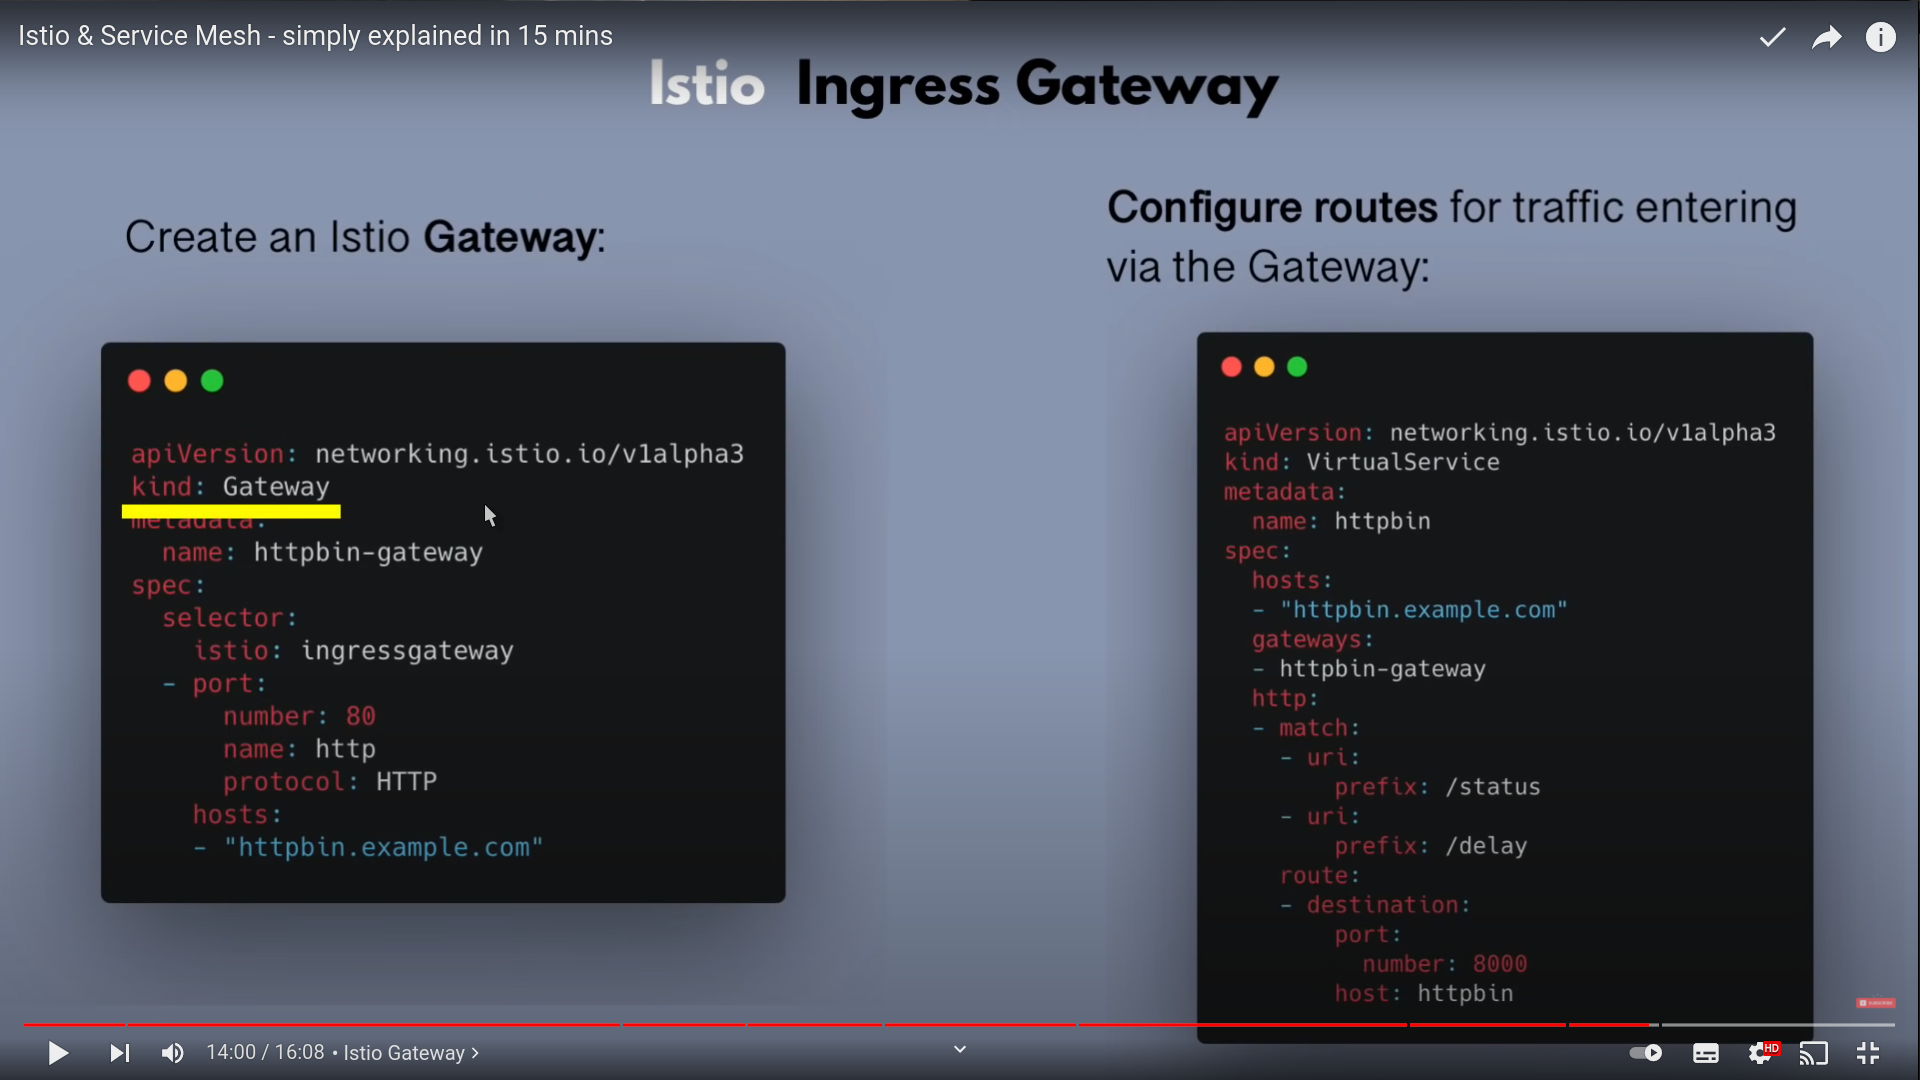 Istio & Service Mesh - simply explained in 15 mins
Istio Ingress Gateway
Create an Istio Gateway:
apiVersion: networking.istio.io/v1alpha3
kind: Gateway
metadata:
  name: httpbin-gateway
spec:
  selector:
    istio: ingressgateway
  - port:
      number: 80
      name: http
      protocol: HTTP
    hosts:
    - "httpbin.example.com"
Configure routes for traffic entering
via the Gateway:
apiVersion: networking.istio.io/v1alpha3
kind: VirtualService
metadata:
  name: httpbin
spec:
  hosts:
  - "httpbin.example.com"
  gateways:
  - httpbin-gateway
  http:
  - match:
    - uri:
        prefix: /status
    - uri:
        prefix: /delay
    route:
    - destination:
        port:
          number: 8000
        host: httpbin
14:00 / 16:08 • Istio Gateway >
HD